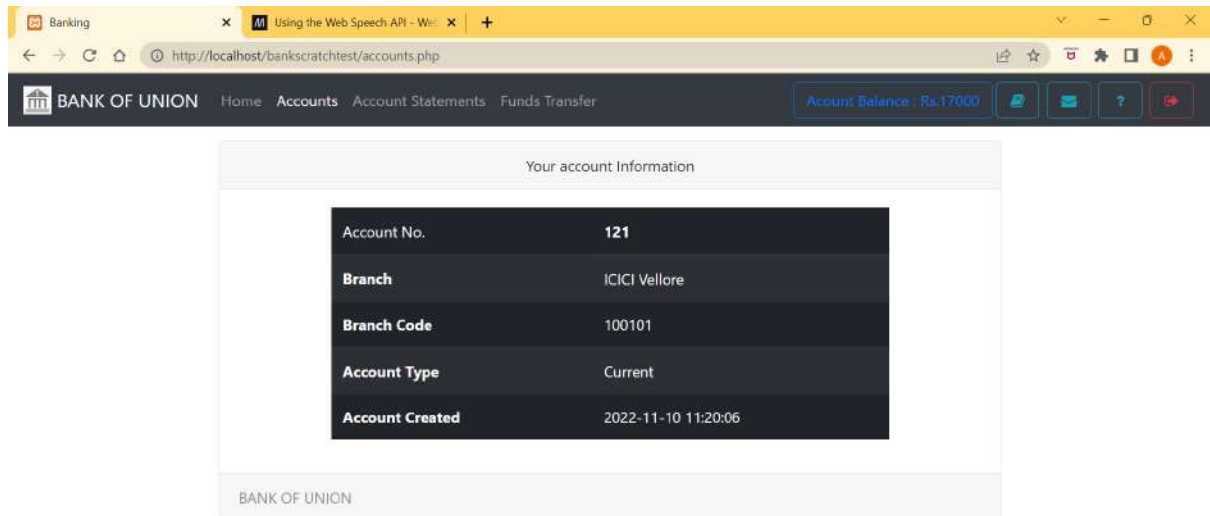 Banking
Using the Web Speech API - Web
http://localhost/bankscratchtest/accounts.php
A
BANK OF UNION Home Accounts Account Statements Funds Transfer Acount Balance : Rs.17000 ?
Your account Information
Account No. 121
Branch ICICI Vellore
Branch Code 100101
Account Type Current
Account Created 2022-11-10 11:20:06
BANK OF UNION